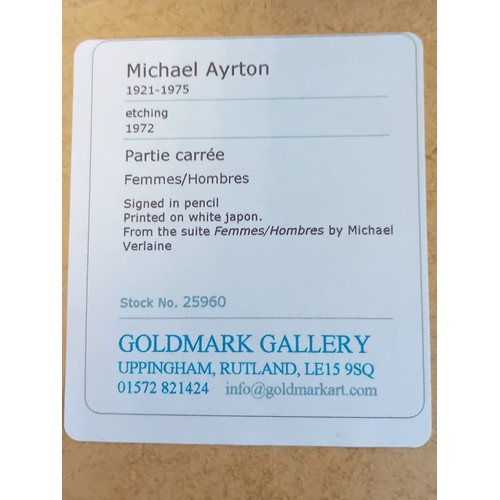 Michael Ayrton
1921-1975
etching
1972
Partie carrée
Femmes/Hombres
Signed in pencil
Printed on white japon.
From the suite Femmes/Hombres by Michael
Verlaine
Stock No. 25960
GOLDMARK GALLERY
UPPINGHAM, RUTLAND, LE15 9SQ
01572 821424 info@goldmarkart.com